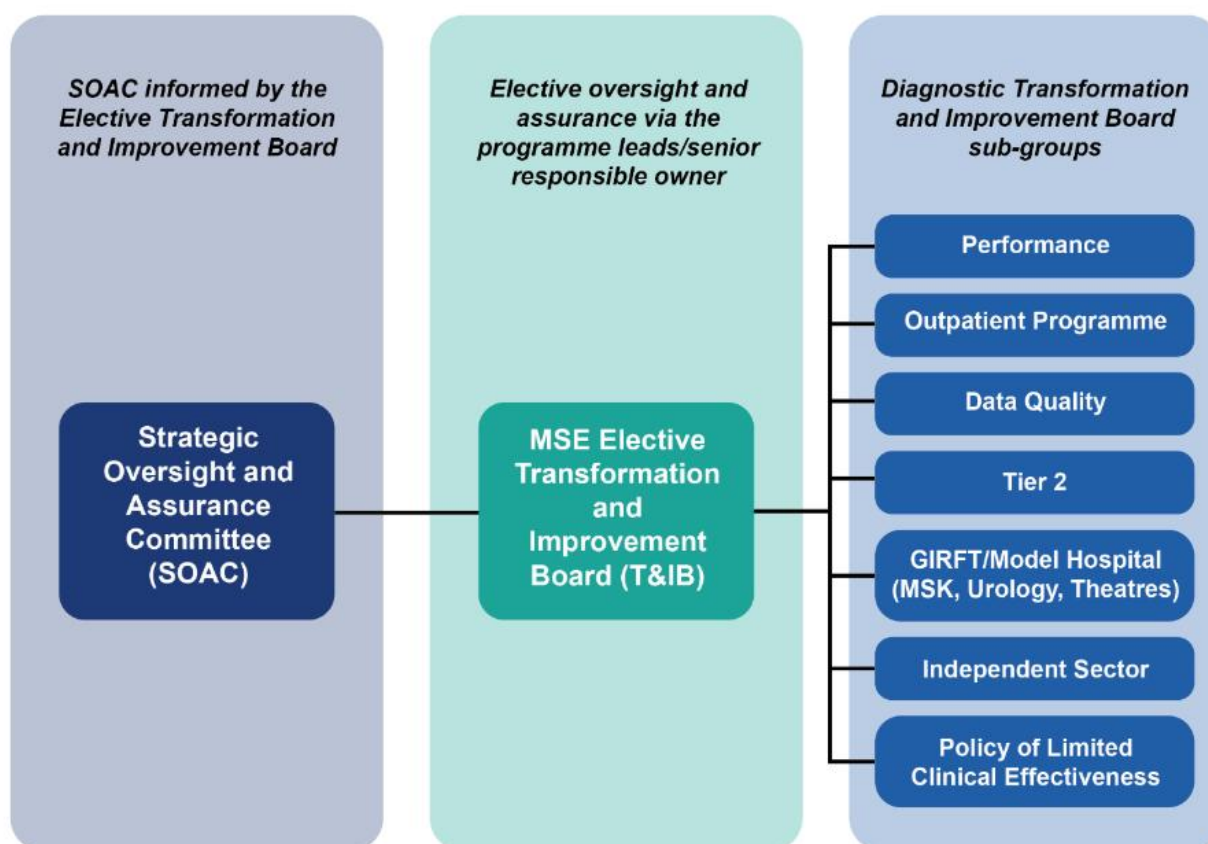 SOAC informed by the
Elective Transformation
and Improvement Board
Strategic
Oversight and
Assurance
Committee
(SOAC)
Elective oversight and
assurance via the
programme leads/senior
responsible owner
MSE Elective
Transformation
and
Improvement
Board (T&IB)
Diagnostic Transformation
and Improvement Board
sub-groups
Performance
Outpatient Programme
Data Quality
Tier 2
GIRFT/Model Hospital
(MSK, Urology, Theatres)
Independent Sector
Policy of Limited
Clinical Effectiveness